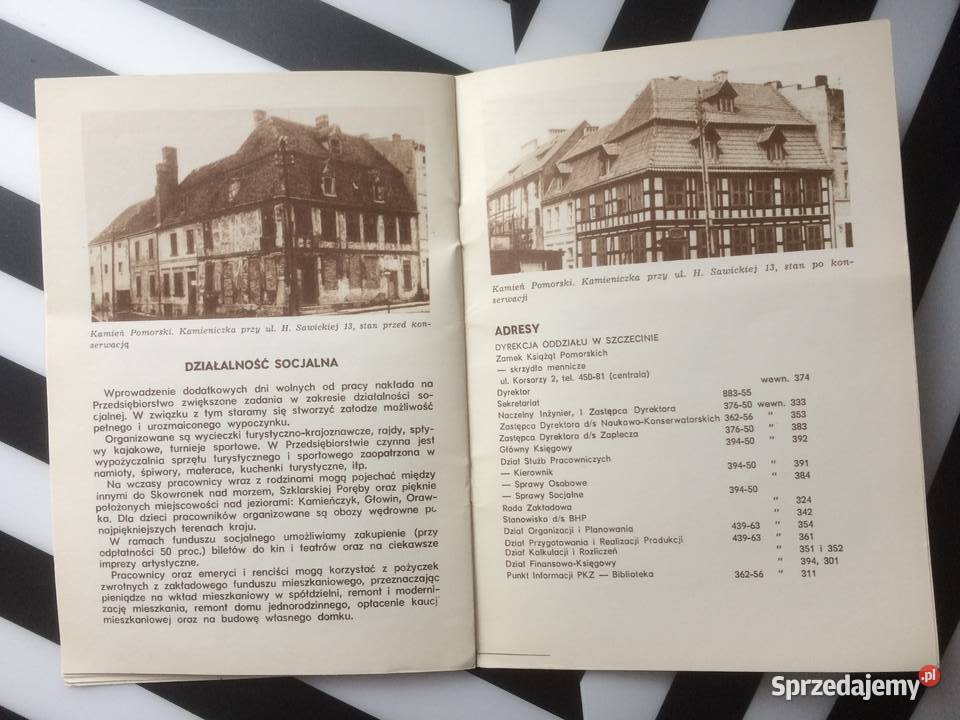 Kamień Pomorski. Kamieniczka przy ul. H. Sawickiej 13, stan przed kon-
serwacją
DZIAŁALNOŚĆ SOCJALNA
Wprowadzenie dodatkowych dni wolnych od pracy nakłada na
Przedsiębiorstwo zwiększone zadania w zakresie działalności so-
cjalnej. W związku z tym staramy się stworzyć załodze możliwość
pełnego i urozmaiconego wypoczynku.
Organizowane są wycieczki turystyczno-krajoznawcze, rajdy, spły-
wy kajakowe, turnieje sportowe. W Przedsiębiorstwie czynna jest
wypożyczalnia sprzętu turystycznego i sportowego zaopatrzona w
namioty, śpiwory, materace, kuchenki turystyczne, itp.
Na wczasy pracownicy wraz z rodzinami mogą pojechać między
innymi do Skowronek nad morzem, Szklarskiej Poręby oraz pięknie
położonych miejscowości nad jeziorami: Kamieńczyk, Głowin, Oraw-
ka. Dla dzieci pracowników organizowane są obozy wędrowne po
najpiękniejszych terenach kraju.
W ramach funduszu socjalnego umożliwiamy zakupienie (przy
odpłatności 50 proc.) biletów do kin i teatrów oraz na ciekawsze
imprezy artystyczne.
Pracownicy oraz emeryci i renciści mogą korzystać z pożyczek
zwrotnych z zakładowego funduszu mieszkaniowego, przeznaczając
pieniądze na wkład mieszkaniowy w spółdzielni, remont i moderni-
zację mieszkania, remont domu jednorodzinnego, opłacenie kaucji
mieszkaniowej oraz na budowę własnego domku.
Kamień Pomorski. Kamieniczka przy ul. H. Sawickiej 13, stan po kon-
serwacji
ADRESY
DYREKCJA ODDZIAŁU W SZCZECINIE
Zamek Książąt Pomorskich
— skrzydło mennicze
ul. Korsarzy 2, tel. 450-81 (centrala)
Dyrektor wewn. 374
Sekretariat 883-55
Naczelny Inżynier, I Zastępca Dyrektora 376-50 wewn. 333
Zastępca Dyrektora d/s Naukowo-Konserwatorskich 362-56 " 353
Zastępca Dyrektora d/s Zaplecza 376-50 " 383
Główny Księgowy 394-50 " 392
Dział Służb Pracowniczych
— Kierownik 394-50 " 391
— Sprawy Osobowe " 384
— Sprawy Socjalne 394-50
Rada Zakładowa " 324
Stanowiska d/s BHP " 342
Dział Organizacji i Planowania 439-63 " 354
Dział Przygotowania i Realizacji Produkcji 439-63 " 361
Dział Kalkulacji i Rozliczeń " 351 i 352
Dział Finansowo-Księgowy " 394, 301
Punkt Informacji PKZ — Biblioteka 362-56 " 311
Sprzedajemy.pl